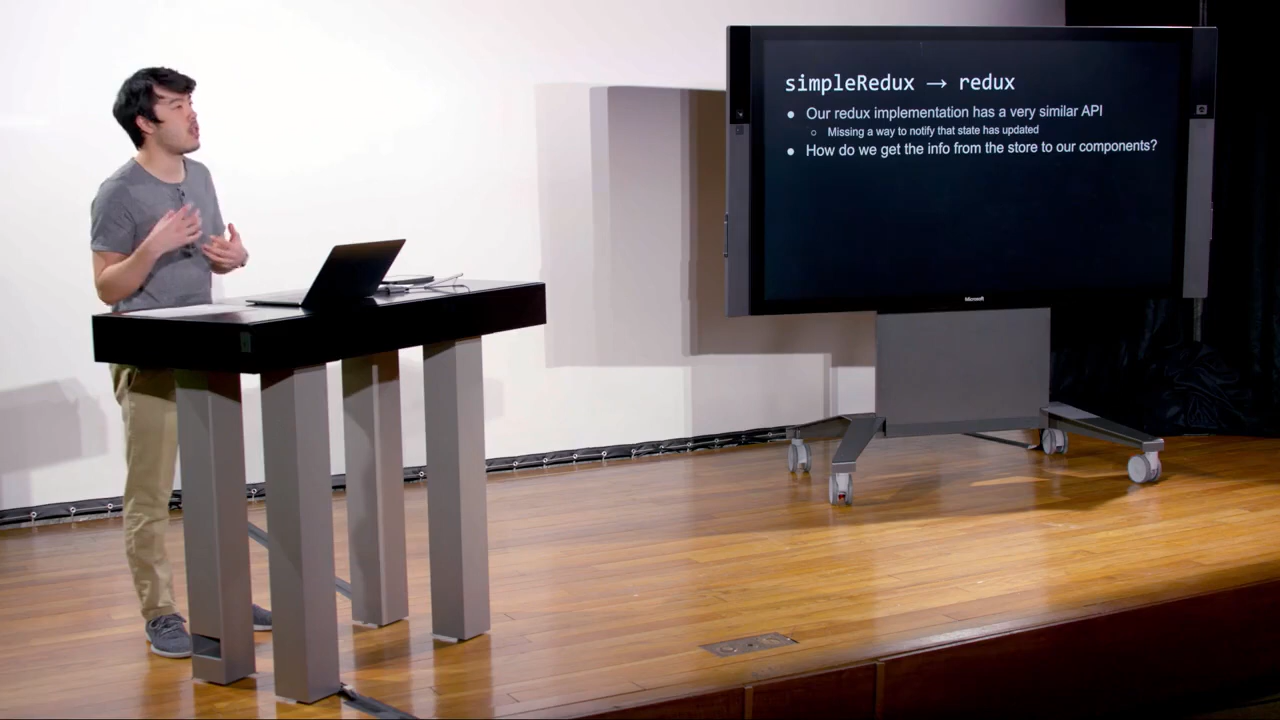 simpleRedux → redux
● Our redux implementation has a very similar API
○ Missing a way to notify that state has updated
● How do we get the info from the store to our components?
Microsoft